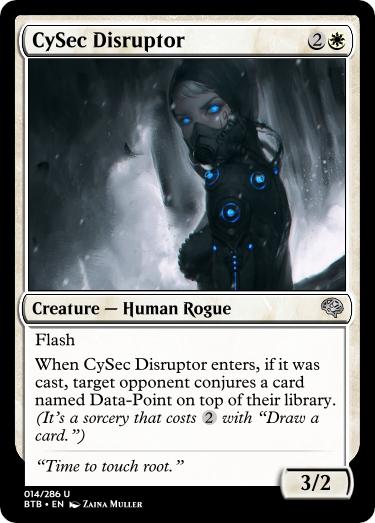 CySec Disruptor 2
Creature — Human Rogue
Flash
When CySec Disruptor enters, if it was
cast, target opponent conjures a card
named Data-Point on top of their library.
(It's a sorcery that costs 2 with “Draw a
card.”)
“Time to touch root.”
3/2
014/286 U
BTB • EN Zaina Muller